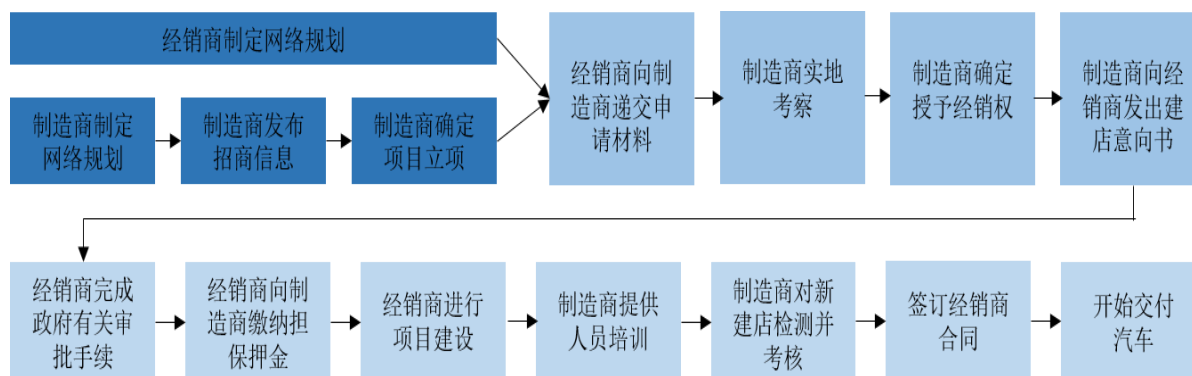 经销商制定网络规划
制造商制定
网络规划
制造商发布
招商信息
制造商确定
项目立项
经销商向制
造商递交申
请材料
制造商实地
考察
制造商确定
授予经销权
制造商向经
销商发出建
店意向书
经销商完成
政府有关审
批手续
经销商向制
造商缴纳担
保押金
经销商进行
项目建设
制造商提供
人员培训
制造商对新
建店检测并
考核
签订经销商
合同
开始交付
汽车